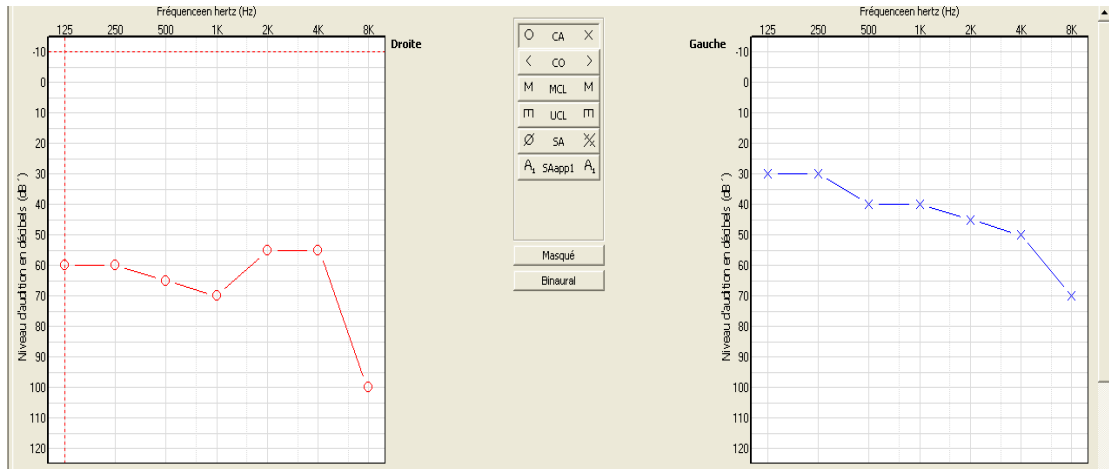 Fréquenceen hertz (Hz)
125 250 500 1K 2K 4K 8K
Droite
-10
0
10
20
30
40
50
60
70
80
90
100
110
120
Niveau d'audition en décibels (dB´)
O CA X
< CO >
M MCL M
E UCL E
Ø SA
A₁ SAapp1 A₁
Masqué
Binaural
Fréquenceen hertz (Hz)
125 250 500 1K 2K 4K 8K
Gauche
-10
0
10
20
30
40
50
60
70
80
90
100
110
120
Niveau d'audition en décibels (dB´)